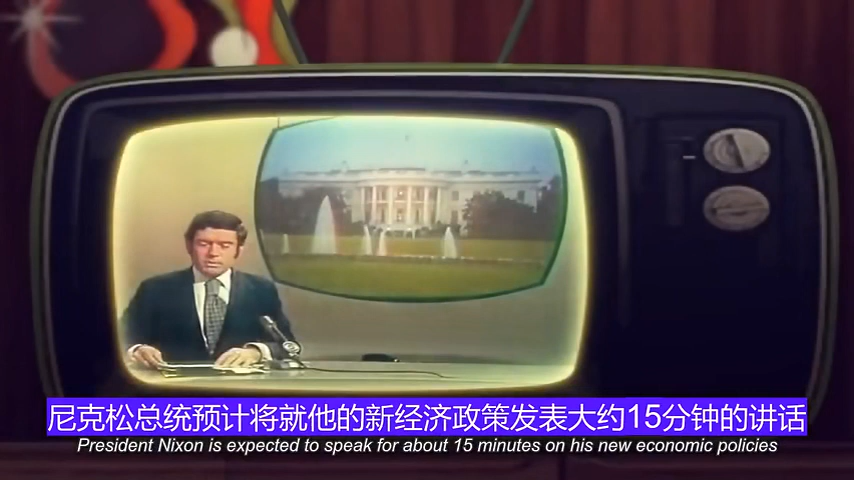 尼克松总统预计将就他的新经济政策发表大约15分钟的讲话
President Nixon is expected to speak for about 15 minutes on his new economic policies